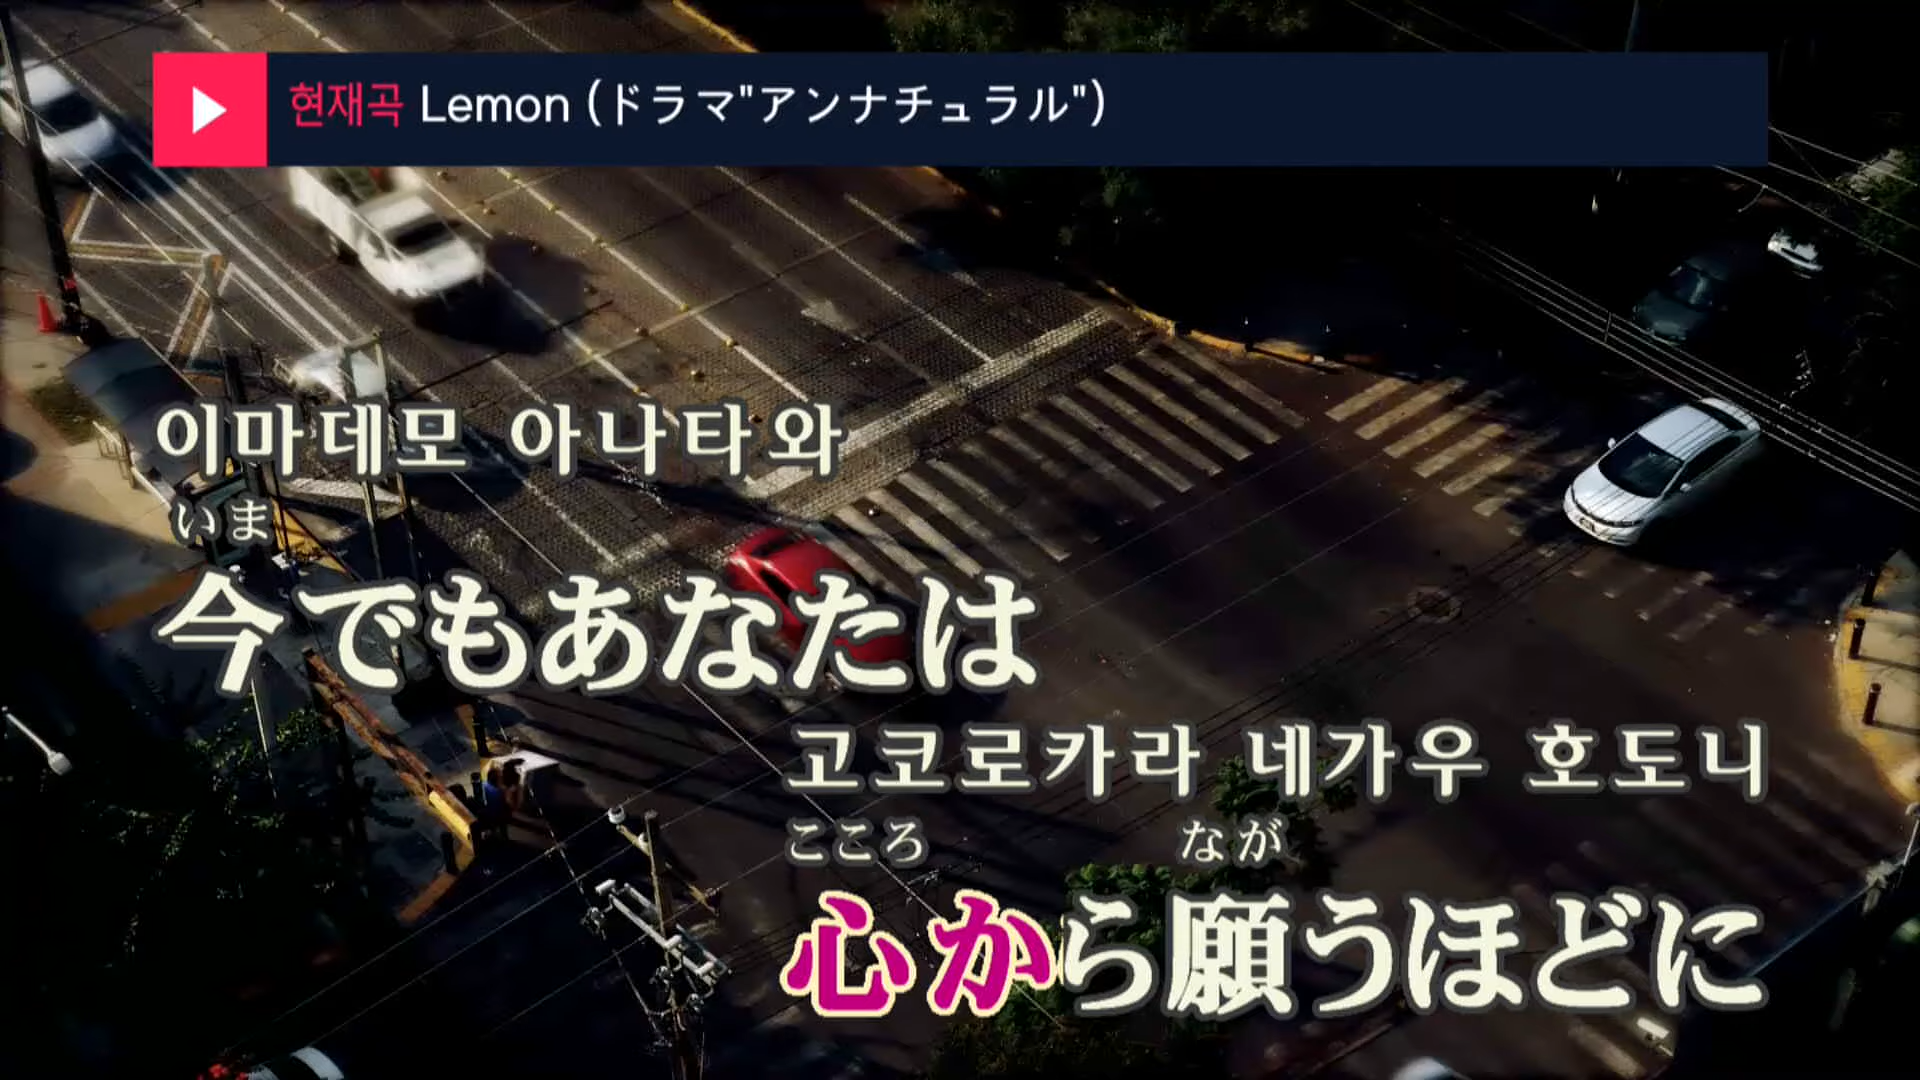 현재곡 Lemon (ドラマ"アンナチュラル")
이마데모 아나타와
いま
今でもあなたは
고코로카라 네가우 호도니
こころ なが
心から願うほどに